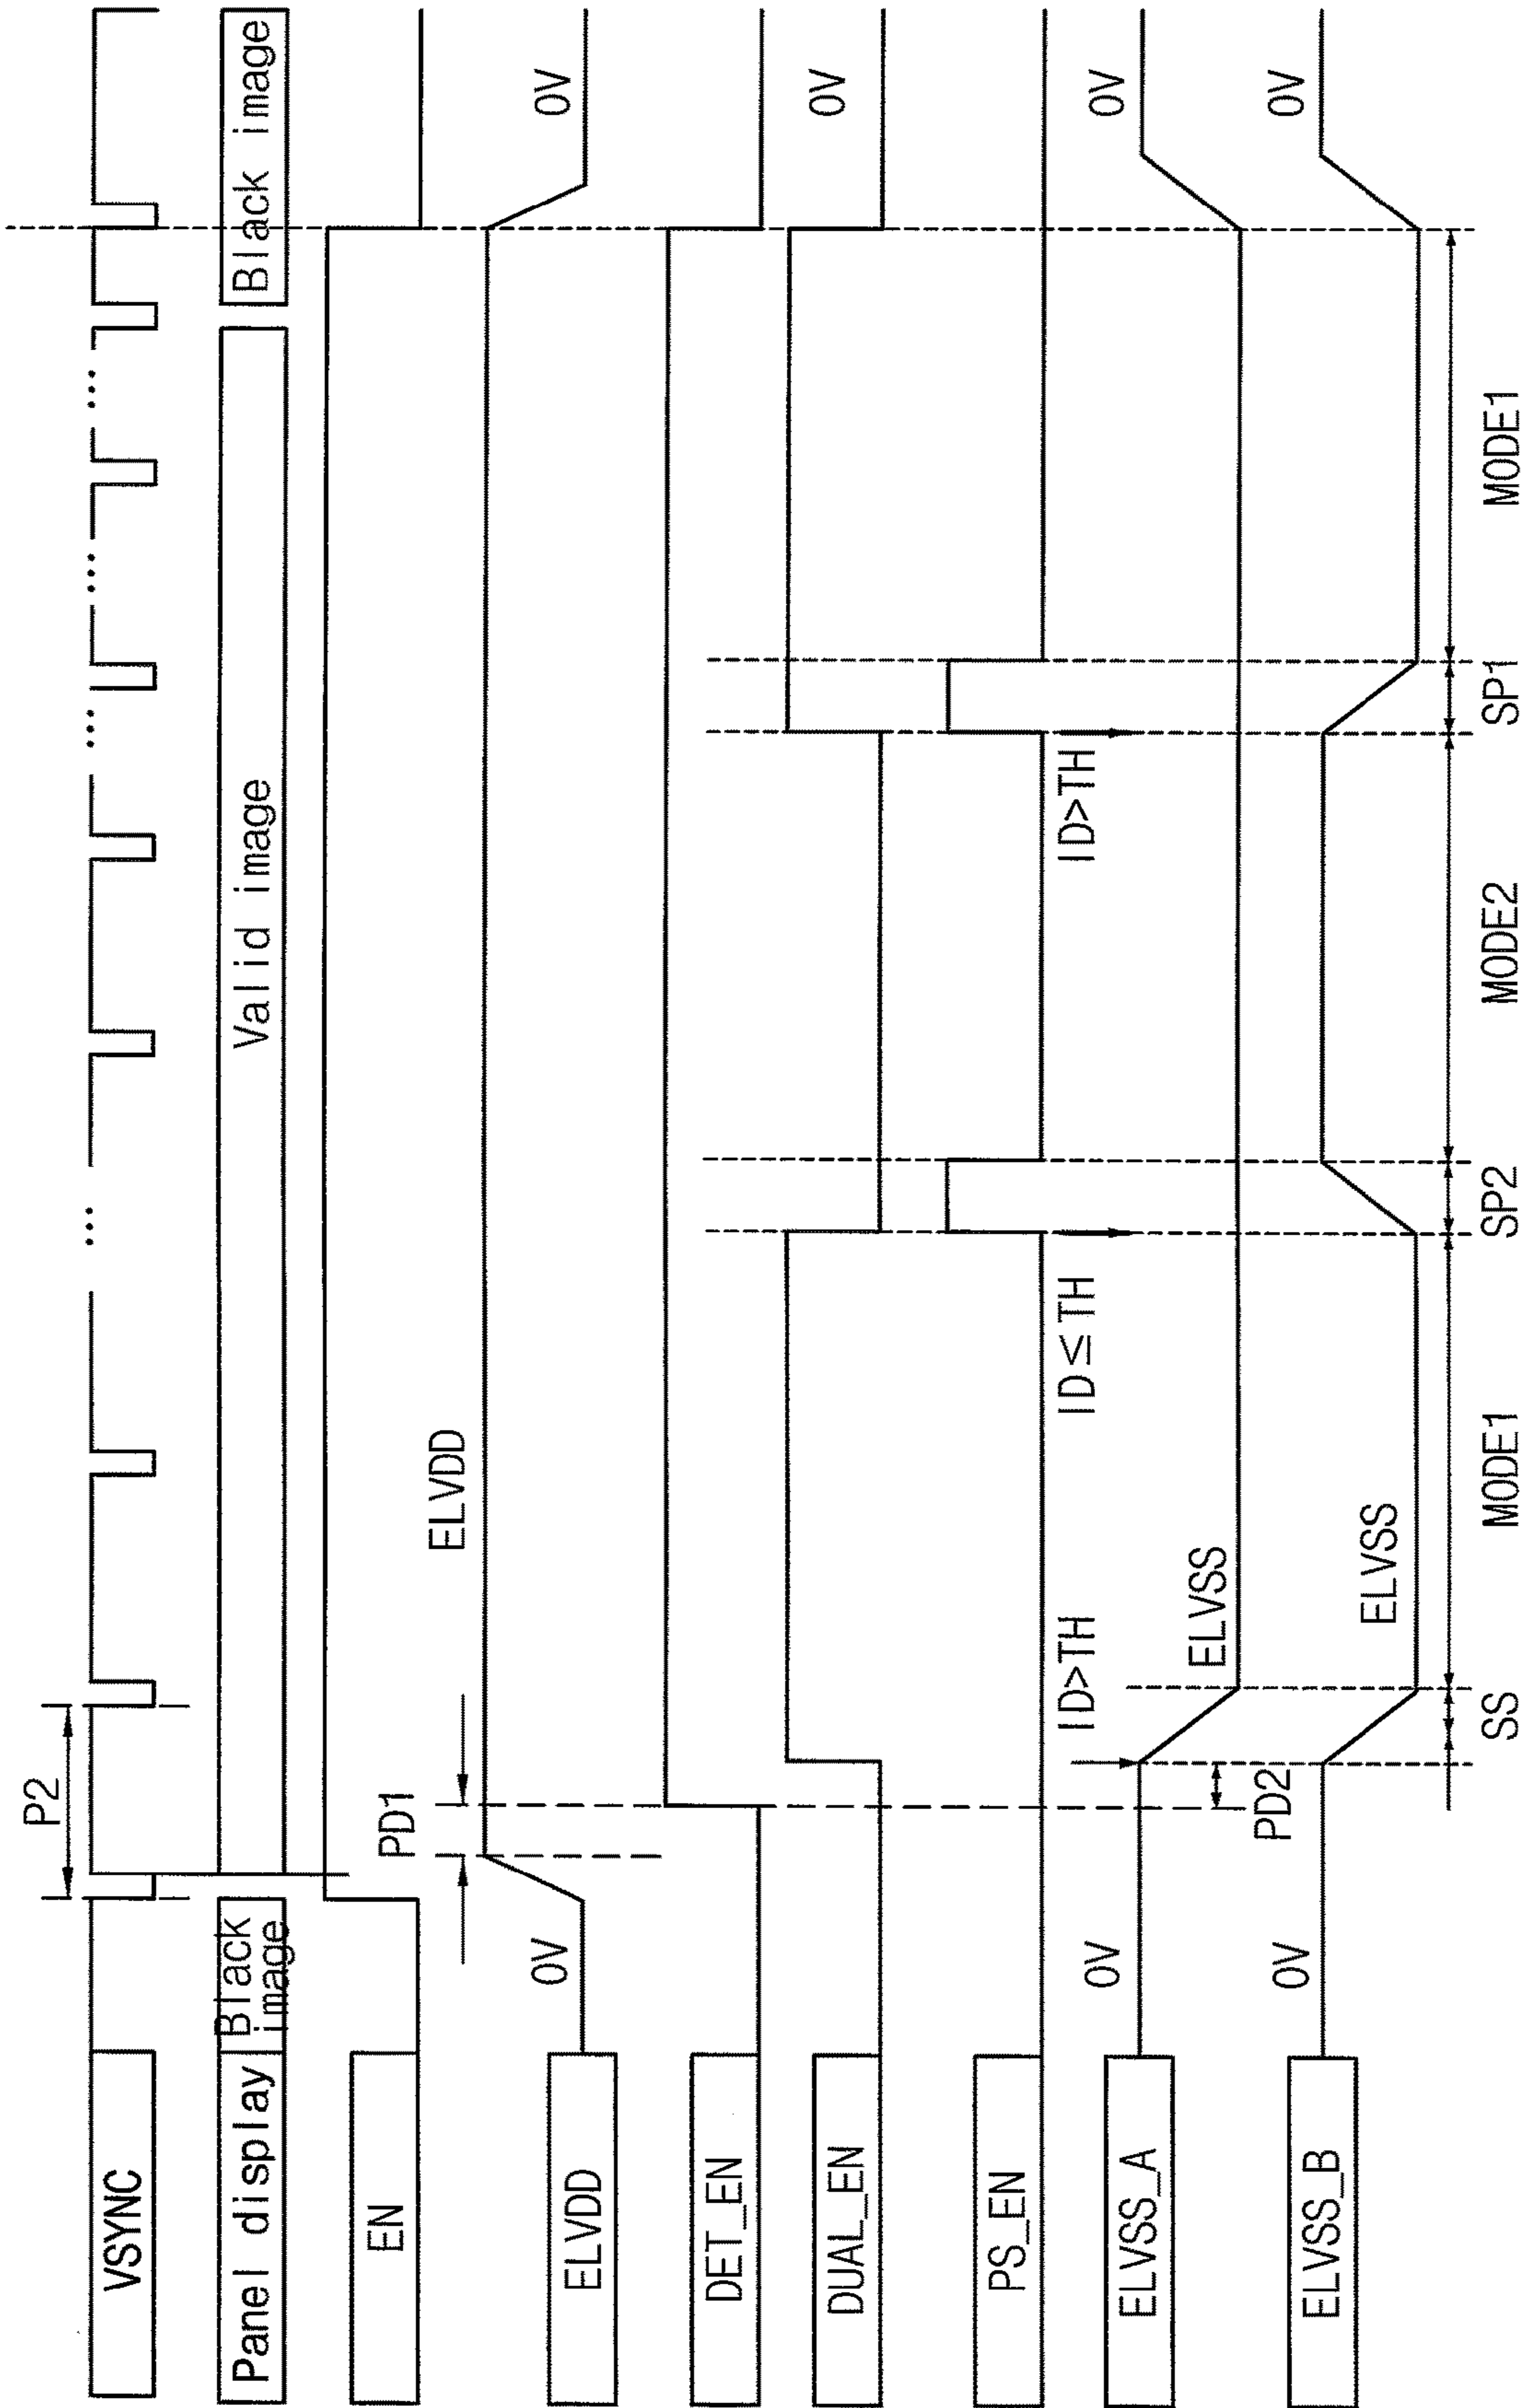 VSYNC
P2
...
...
...
...
Panel display
Black
image
Valid image
Black image
EN
ELVDD
0V
PD1
ELVDD
0V
DET_EN
DUAL_EN
0V
PS_EN
ID>TH
ID≤TH
ID>TH
ELVSS_A
0V
ELVSS
0V
PD2
ELVSS_B
0V
ELVSS
0V
SS
MODE1
SP2
MODE2
SP1
MODE1